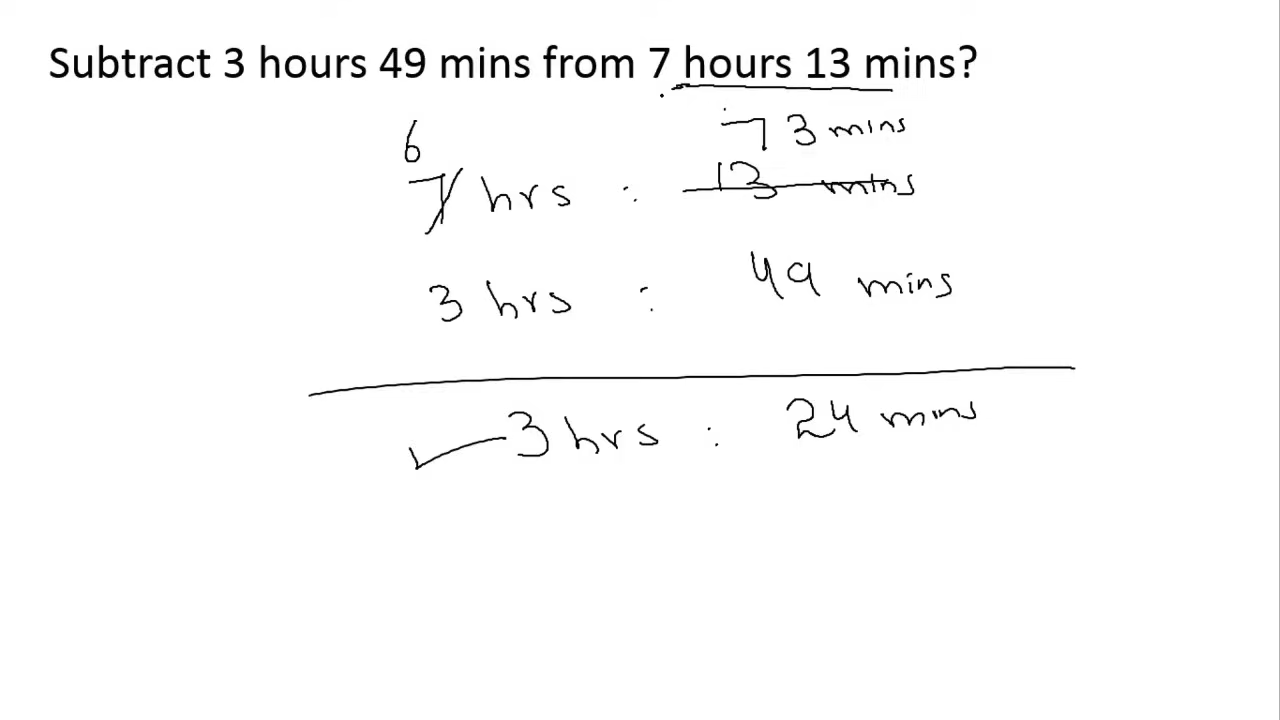 Subtract 3 hours 49 mins from 7 hours 13 mins?
6 73 mins
7 hrs : 13 mins
3 hrs : 49 mins
3 hrs : 24 mins